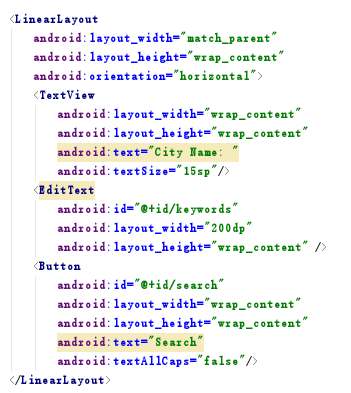 <LinearLayout
android:layout_width="match_parent"
android:layout_height="wrap_content"
android:orientation="horizontal">
<TextView
android:layout_width="wrap_content"
android:layout_height="wrap_content"
android:text="City Name: "
android:textSize="15sp"/>
<EditText
android:id="@+id/keywords"
android:layout_width="200dp"
android:layout_height="wrap_content" />
<Button
android:id="@+id/search"
android:layout_width="wrap_content"
android:layout_height="wrap_content"
android:text="Search"
android:textAllCaps="false"/>
</LinearLayout>